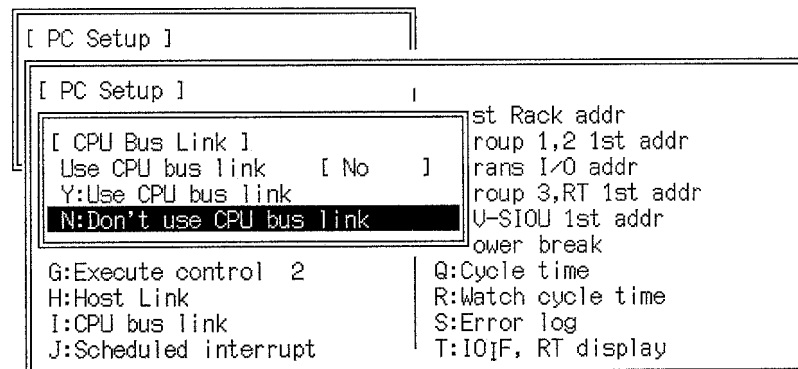 [ PC Setup ]
[ PC Setup ]
st Rack addr
[ CPU Bus Link ]
roup 1,2 1st addr
Use CPU bus link [ No ]
rans I/O addr
Y:Use CPU bus link
roup 3,RT 1st addr
N:Don't use CPU bus link
V-SIOU 1st addr
ower break
G:Execute control 2
Q:Cycle time
H:Host Link
R:Watch cycle time
I:CPU bus link
S:Error log
J:Scheduled interrupt
T:IOIF, RT display